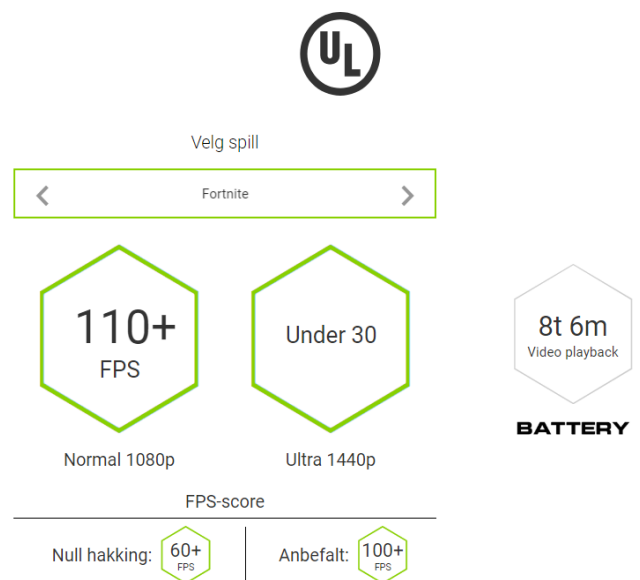 UL
Velg spill
Fortnite
110+
FPS
Under 30
8t 6m
Video playback
BATTERY
Normal 1080p
Ultra 1440p
FPS-score
Null hakking:
60+
FPS
Anbefalt:
100+
FPS